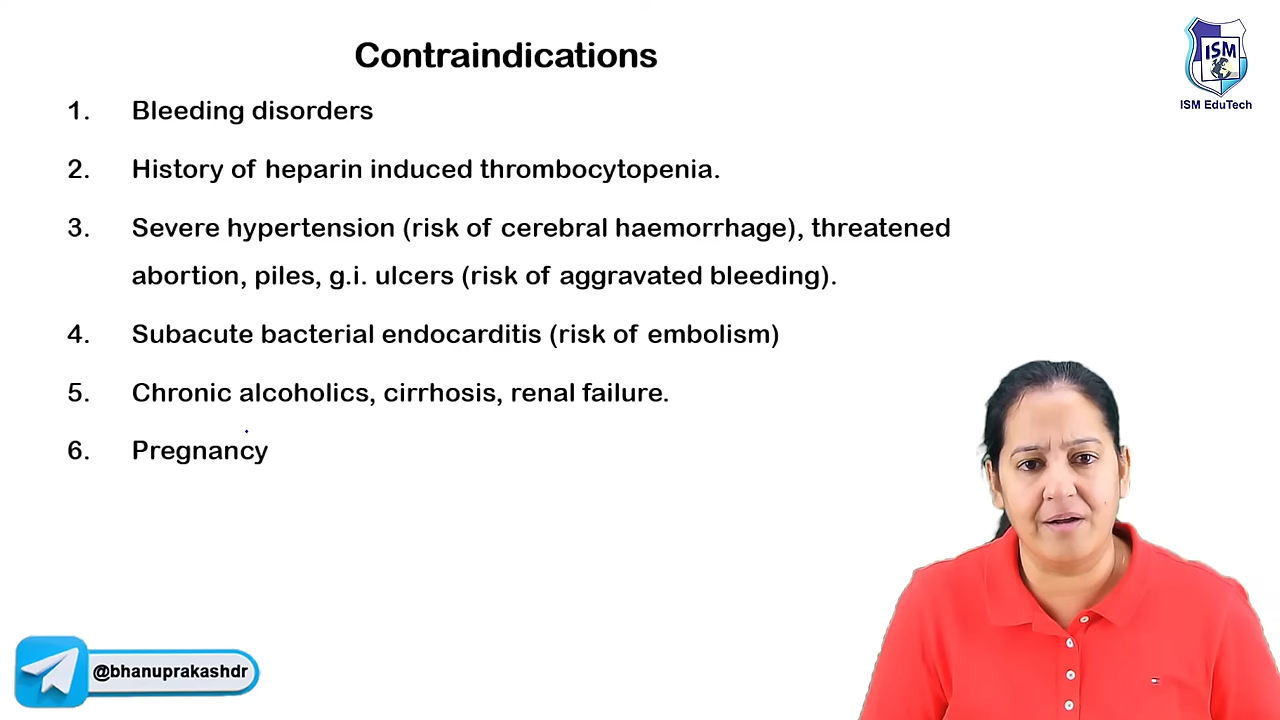 Contraindications
ISM
ISM EduTech
1. Bleeding disorders
2. History of heparin induced thrombocytopenia.
3. Severe hypertension (risk of cerebral haemorrhage), threatened
abortion, piles, g.i. ulcers (risk of aggravated bleeding).
4. Subacute bacterial endocarditis (risk of embolism)
5. Chronic alcoholics, cirrhosis, renal failure.
6. Pregnancy
@bhanuprakashdr